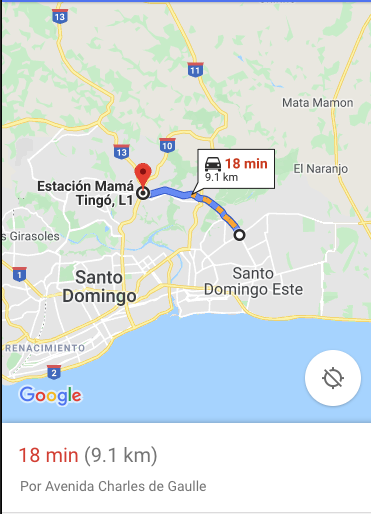 13
11
Mata Mamon
10
13
18 min
9.1 km
El Naranjo
Estación Mamá
Tingó, L1
s Girasoles
1
Santo
Domingo
Santo
Domingo Este
RENACIMIENTO
2
Google
18 min (9.1 km)
Por Avenida Charles de Gaulle